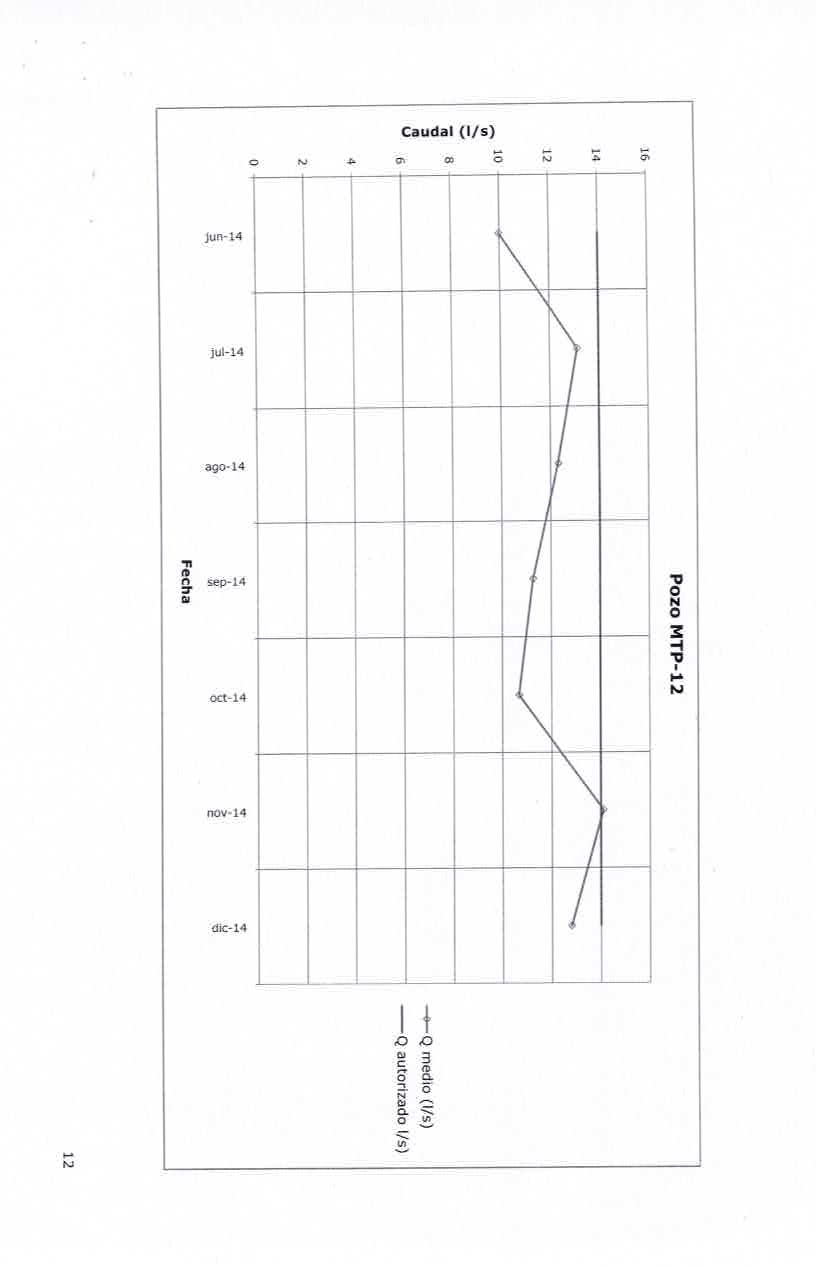 Pozo MTP-12
Caudal (l/s)
16
14
12
10
8
6
4
2
0
jun-14
jul-14
ago-14
sep-14
oct-14
nov-14
dic-14
Fecha
Q medio (l/s)
Q autorizado l/s)
12